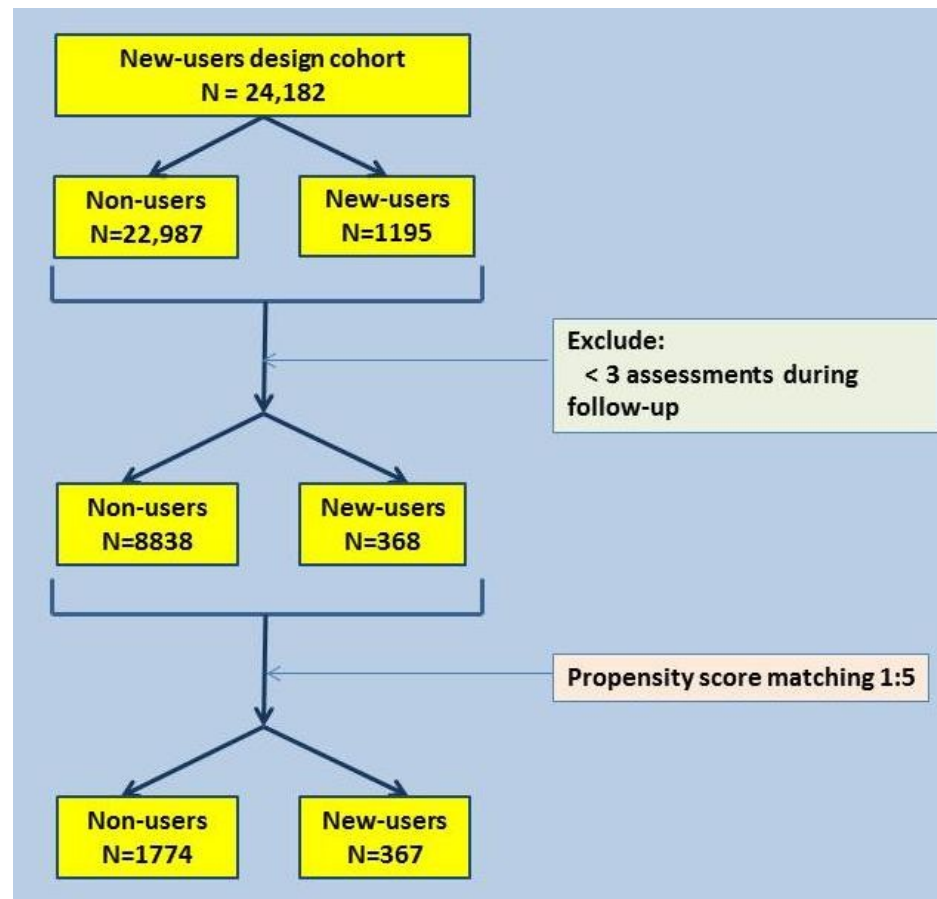 New-users design cohort
N = 24,182
Non-users
N=22,987
New-users
N=1195
Exclude:
< 3 assessments during
follow-up
Non-users
N=8838
New-users
N=368
Propensity score matching 1:5
Non-users
N=1774
New-users
N=367